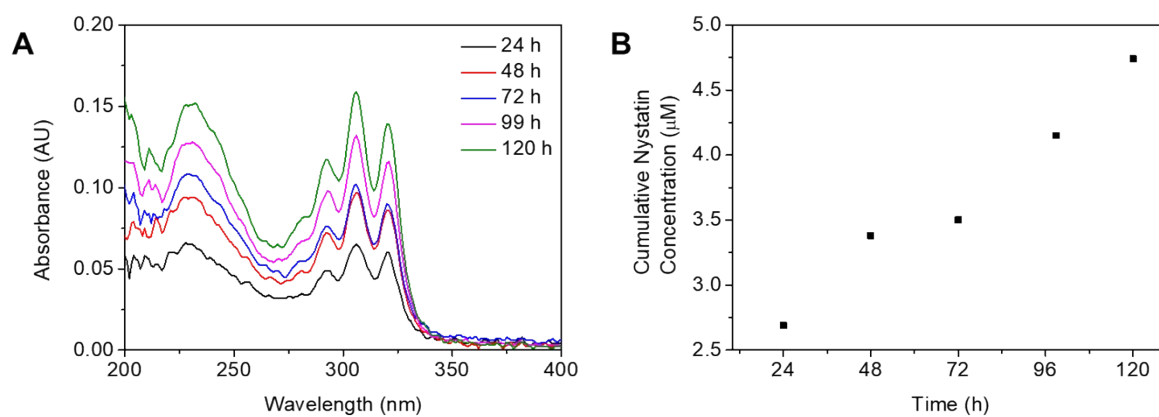 A
0.20
0.15
0.10
0.05
0.00
Absorbance (AU)
24 h
48 h
72 h
99 h
120 h
200
250
300
350
400
Wavelength (nm)
B
5.0
4.5
4.0
3.5
3.0
2.5
Cumulative Nystatin
Concentration (μM)
24
48
72
96
120
Time (h)